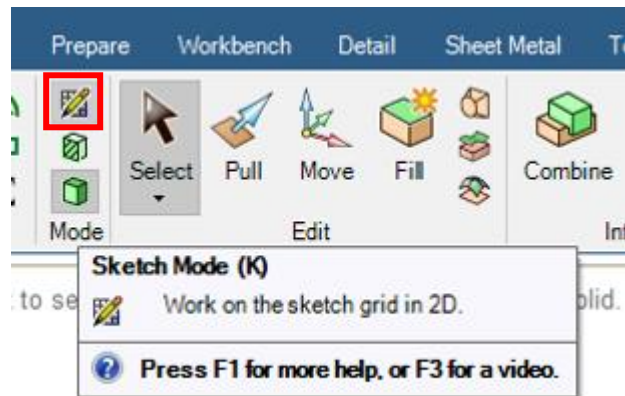 Prepare Workbench Detail Sheet Metal
Select Pull Move Fill Combine
Mode Edit
Sketch Mode (K)
to se
Work on the sketch grid in 2D.
olid.
Press F1 for more help, or F3 for a video.